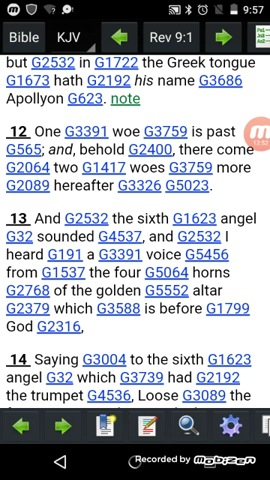 9:57
Bible KJV Rev 9:1
but G2532 in G1722 the Greek tongue
G1673 hath G2192 his name G3686
Apollyon G623. note
12 One G3391 woe G3759 is past
G565; and, behold G2400, there come
G2064 two G1417 woes G3759 more
G2089 hereafter G3326 G5023.
13 And G2532 the sixth G1623 angel
G32 sounded G4537, and G2532 I
heard G191 a G3391 voice G5456
from G1537 the four G5064 horns
G2768 of the golden G5552 altar
G2379 which G3588 is before G1799
God G2316,
14 Saying G3004 to the sixth G1623
angel G32 which G3739 had G2192
the trumpet G4536, Loose G3089 the
Recorded by mobizen